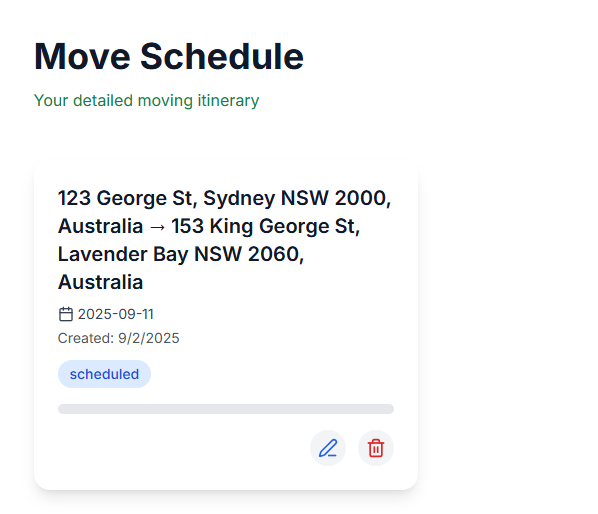 Move Schedule
Your detailed moving itinerary
123 George St, Sydney NSW 2000,
Australia → 153 King George St,
Lavender Bay NSW 2060,
Australia
2025-09-11
Created: 9/2/2025
scheduled